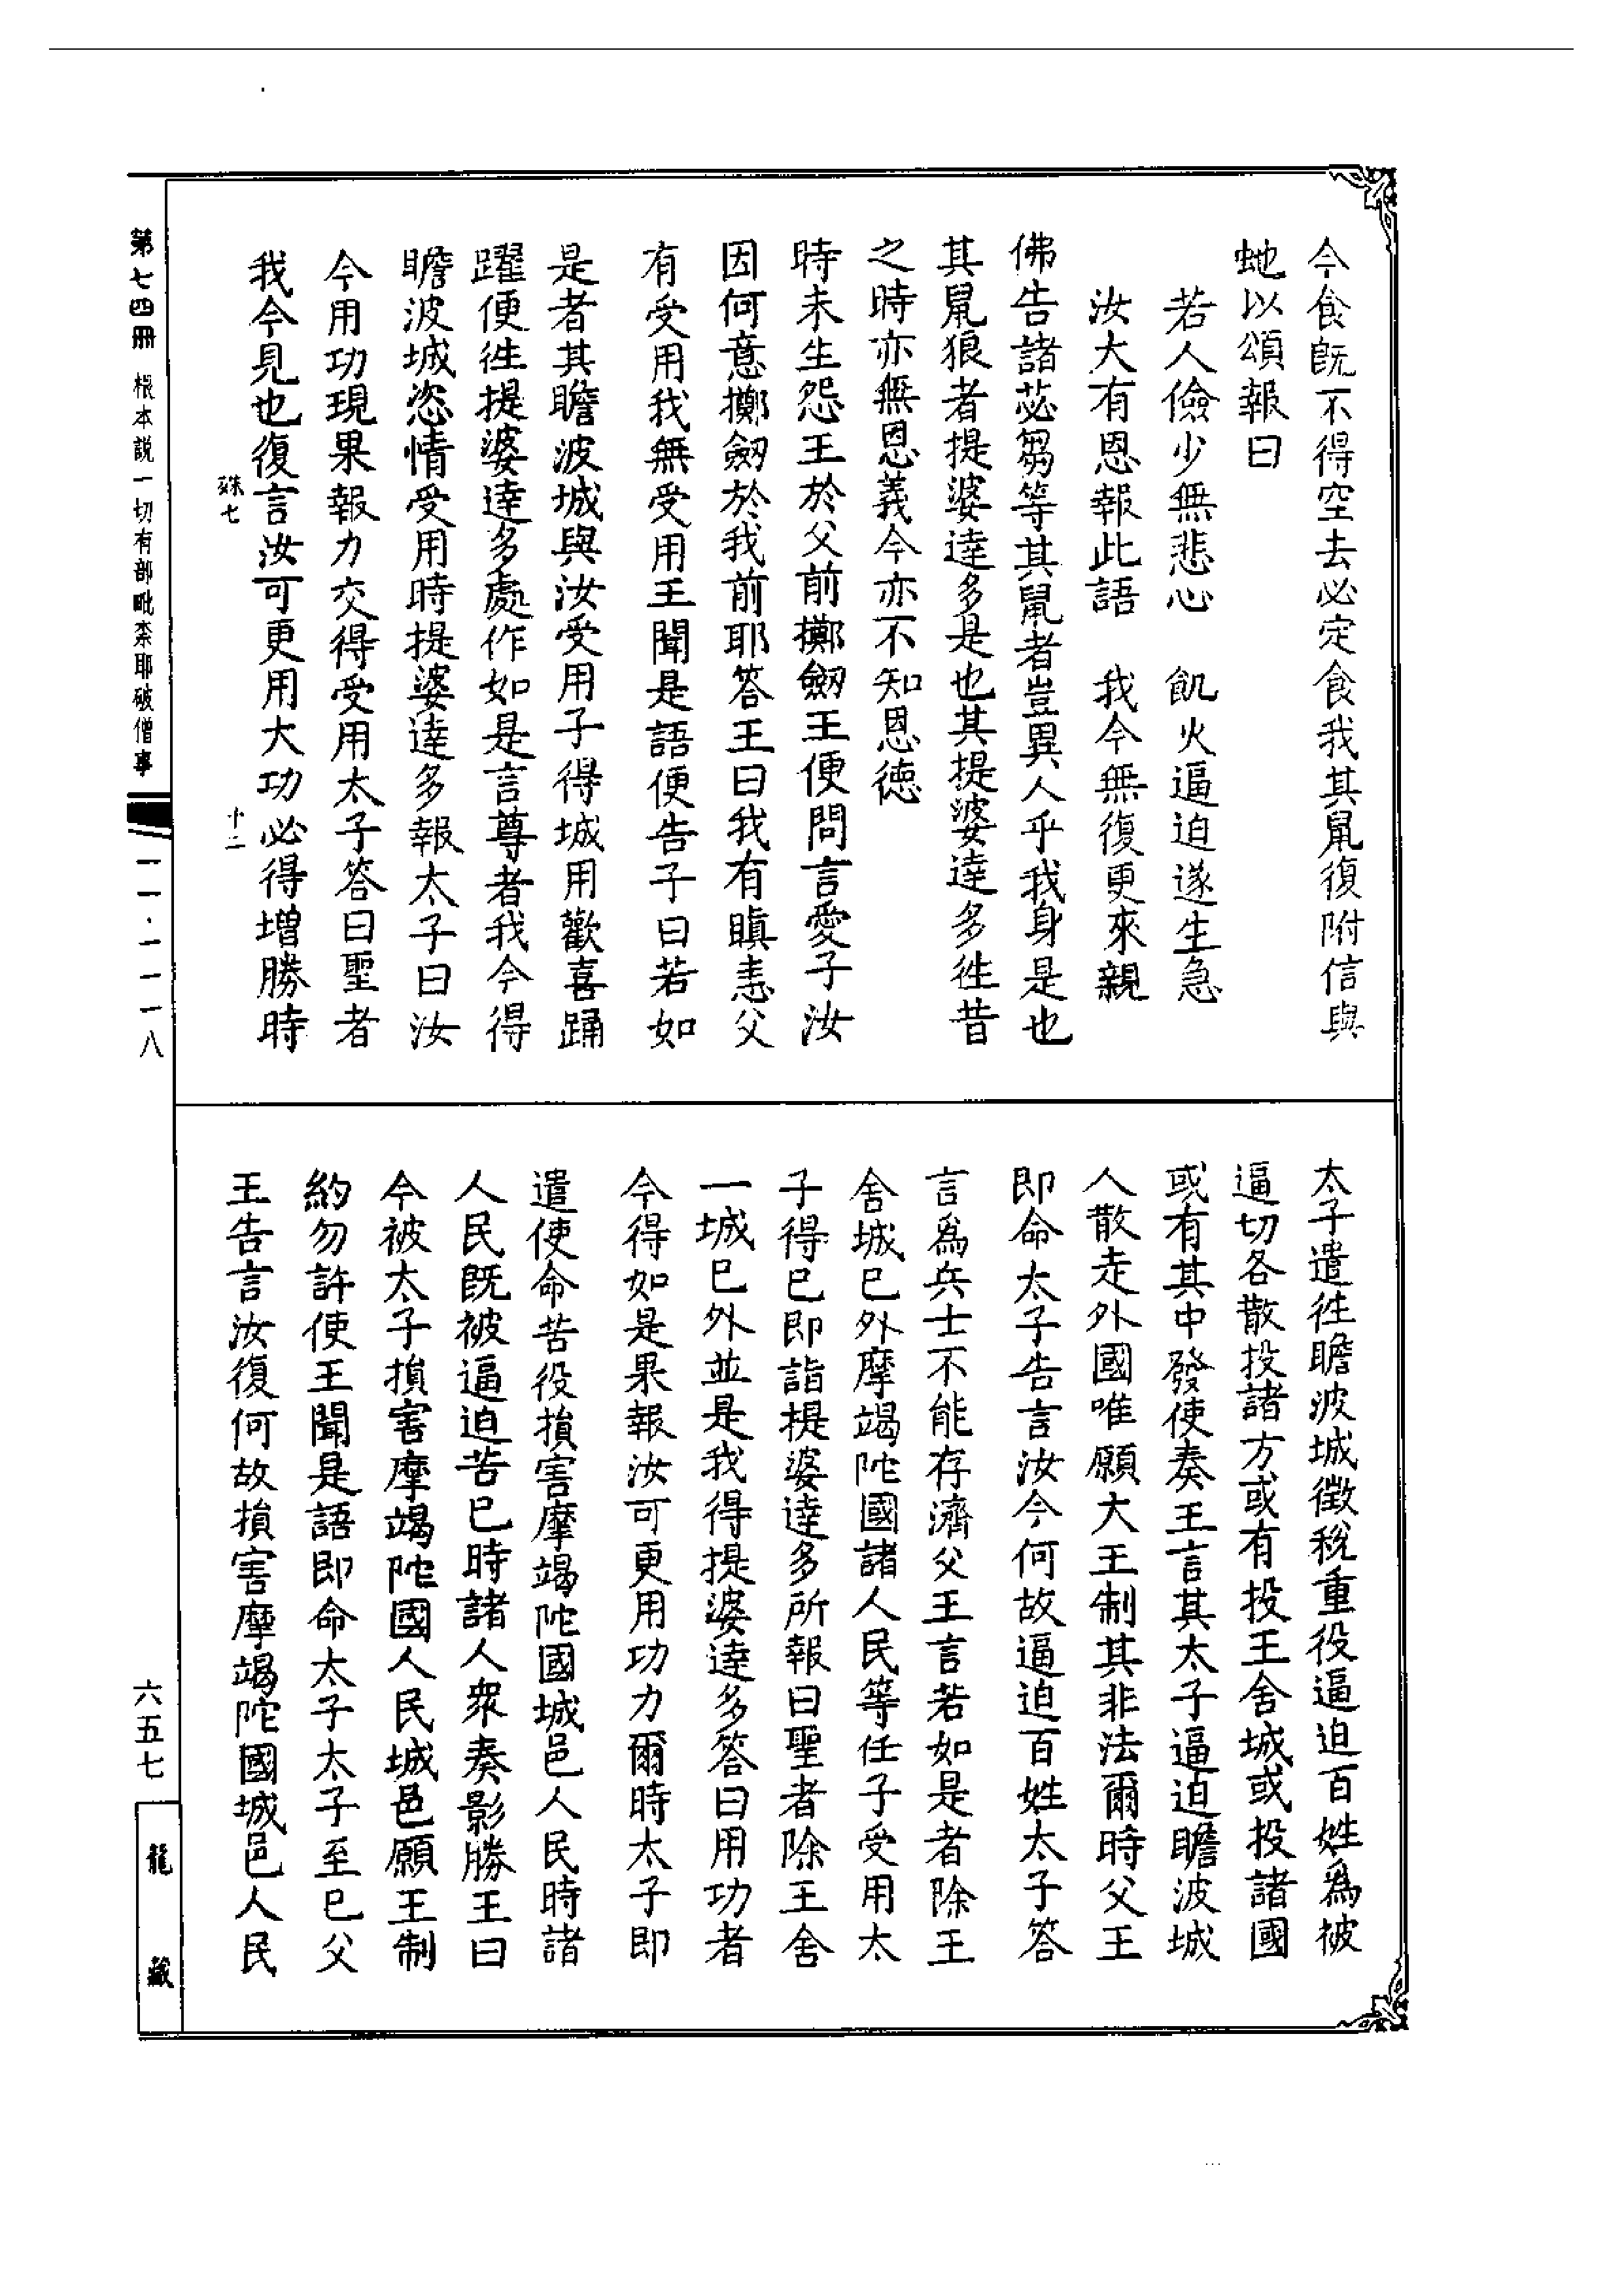 今食旣不得空去必定食我其鼠復附信與
虵以頌報曰
若人儉少無悲心　飢火逼迫遂生急
汝大有恩報此語　我今無復更來親
佛告諸苾芻等其鼠者豈異人乎我身是也
其鼠狼者提婆達多是也其提婆達多徃昔
之時亦無恩義今亦不知恩德
時未生怨王於父前擲劒王便問言愛子汝
因何意擲劒於我前耶答王曰我有瞋恚父
有受用我無受用王聞是語便告子曰若如
是者其瞻波城與汝受用子得城用歡喜踊
躍便徃提婆達多處作如是言尊者我今得
瞻波城恣情受用時提婆達多報太子曰汝
今用功現果報力交得受用太子答曰聖者
我今見也復言汝可更用大功必得增勝時
太子遣徃瞻波城徵稅重役逼迫百姓爲被
逼切各散投諸方或有投王舍城或投諸國
或有其中發使奏王言其太子逼迫瞻波城
人散走外國唯願大王制其非法爾時父王
即命太子告言汝今何故逼迫百姓太子答
言爲兵士不能存濟父王言若如是者除王
舍城巳外摩竭陀國諸人民等任子受用太
子得巳即詣提婆達多所報曰聖者除王舍
一城巳外並是我得提婆達多答曰用功者
今得如是果報汝可更用功力爾時太子即
遣使命苦役損害摩竭陀國城邑人民時諸
人民旣被逼迫苦巳時諸人衆奏影勝王曰
今被太子損害摩竭陀國人民城邑願王制
約勿許使王聞是語即命太子太子至巳父
王告言汝復何故損害摩竭陀國城邑人民
第七四冊　根本説一切有部毗柰耶破僧事
一一·一一一八
六五七
龍藏
十二